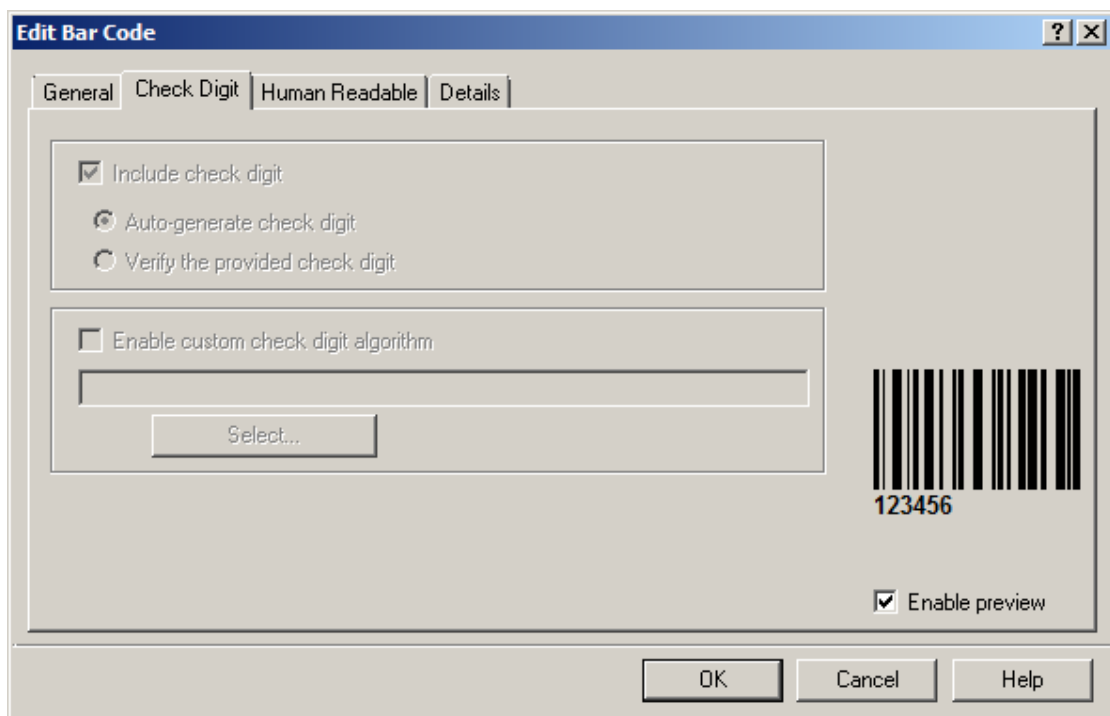 Edit Bar Code
General Check Digit Human Readable Details
Include check digit
Auto-generate check digit
Verify the provided check digit
Enable custom check digit algorithm
Select...
123456
Enable preview
OK Cancel Help